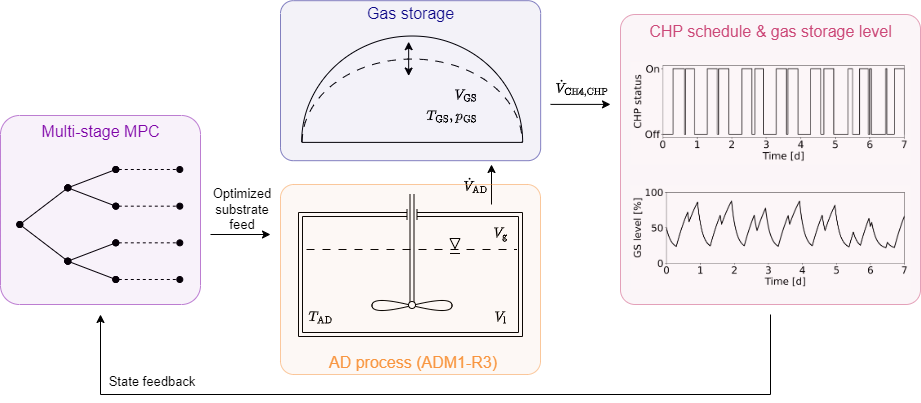 Gas storage
V_GS
T_GS, p_GS
V̇_CH4,CHP
CHP schedule & gas storage level
On
CHP status
Off
0 1 2 3 4 5 6 7
Time [d]
100
GS level [%]
50
0
0 1 2 3 4 5 6 7
Time [d]
Multi-stage MPC
Optimized
substrate
feed
V̇_AD
V_g
T_AD
V_l
AD process (ADM1-R3)
State feedback